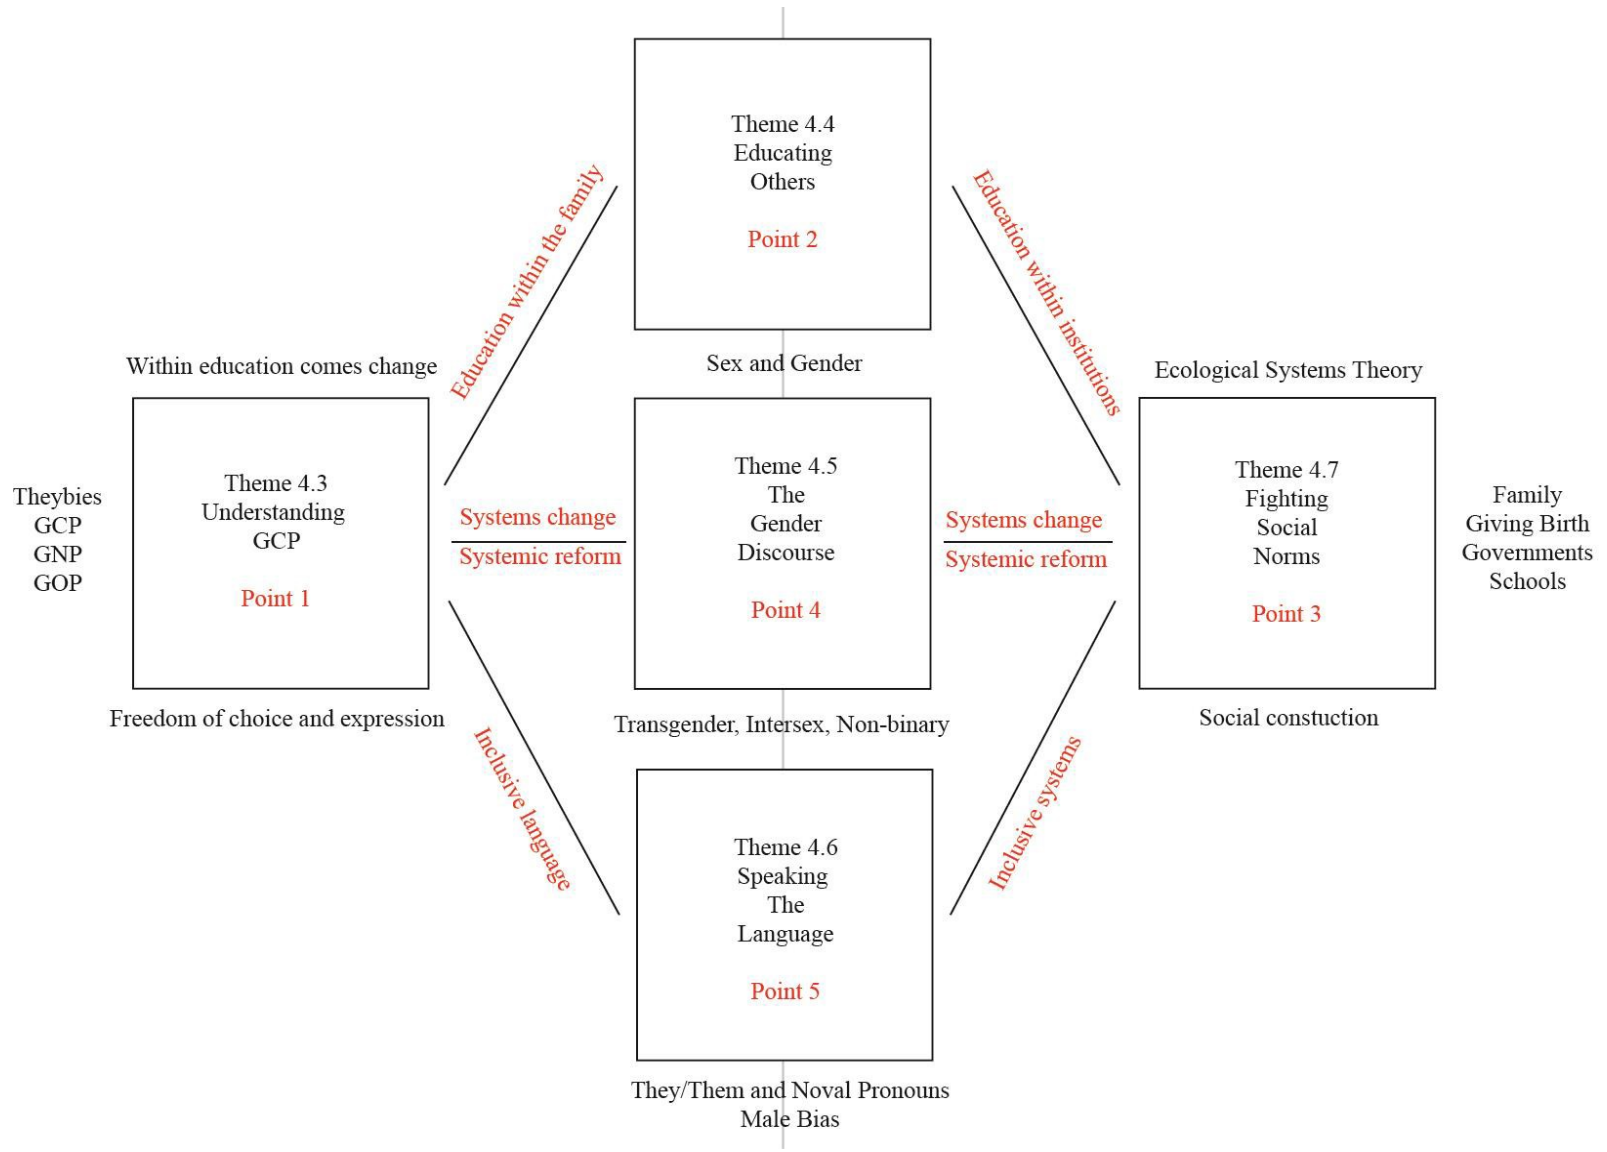 Theme 4.4
Educating
Others
Point 2
Education within the family
Education within institutions
Sex and Gender
Within education comes change
Ecological Systems Theory
Theybies
GCP
GNP
GOP
Theme 4.3
Understanding
GCP
Point 1
Systems change
Systemic reform
Theme 4.5
The
Gender
Discourse
Point 4
Systems change
Systemic reform
Theme 4.7
Fighting
Social
Norms
Point 3
Family
Giving Birth
Governments
Schools
Freedom of choice and expression
Transgender, Intersex, Non-binary
Social constuction
Inclusive language
Inclusive systems
Theme 4.6
Speaking
The
Language
Point 5
They/Them and Noval Pronouns
Male Bias